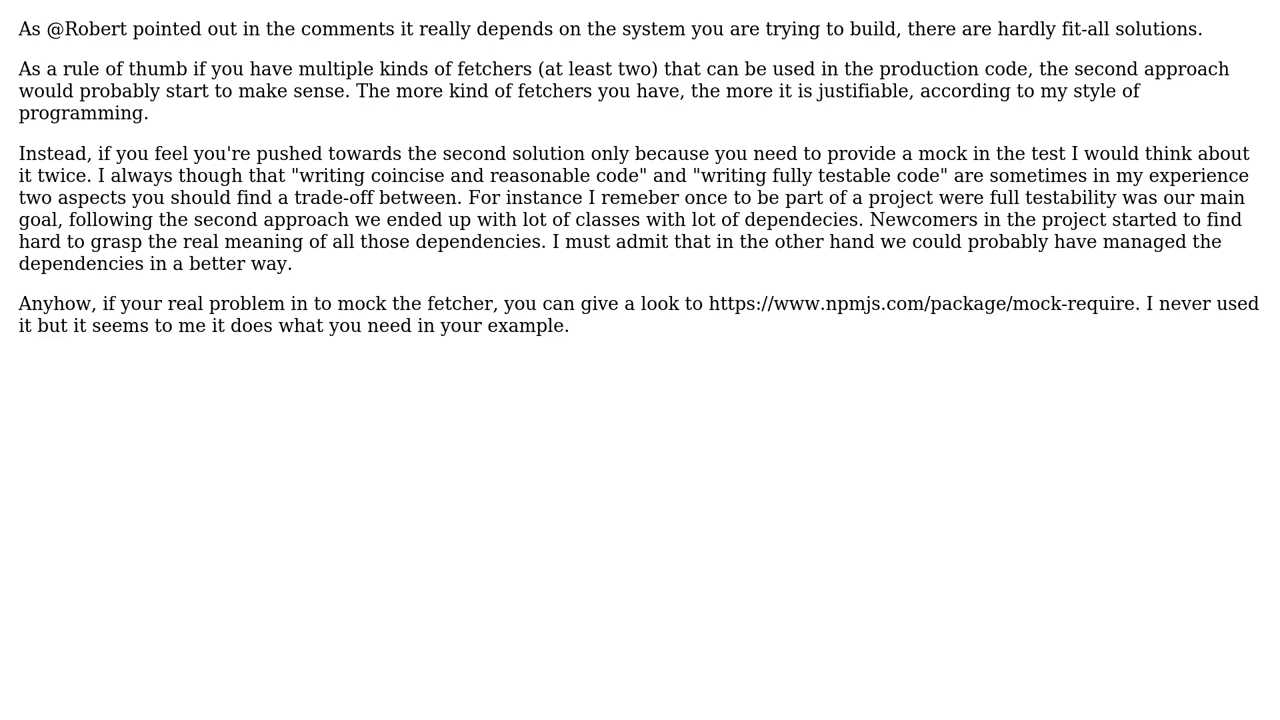 As @Robert pointed out in the comments it really depends on the system you are trying to build, there are hardly fit-all solutions.
As a rule of thumb if you have multiple kinds of fetchers (at least two) that can be used in the production code, the second approach
would probably start to make sense. The more kind of fetchers you have, the more it is justifiable, according to my style of
programming.
Instead, if you feel you're pushed towards the second solution only because you need to provide a mock in the test I would think about
it twice. I always though that "writing coincise and reasonable code" and "writing fully testable code" are sometimes in my experience
two aspects you should find a trade-off between. For instance I remeber once to be part of a project were full testability was our main
goal, following the second approach we ended up with lot of classes with lot of dependecies. Newcomers in the project started to find
hard to grasp the real meaning of all those dependencies. I must admit that in the other hand we could probably have managed the
dependencies in a better way.
Anyhow, if your real problem in to mock the fetcher, you can give a look to https://www.npmjs.com/package/mock-require. I never used
it but it seems to me it does what you need in your example.